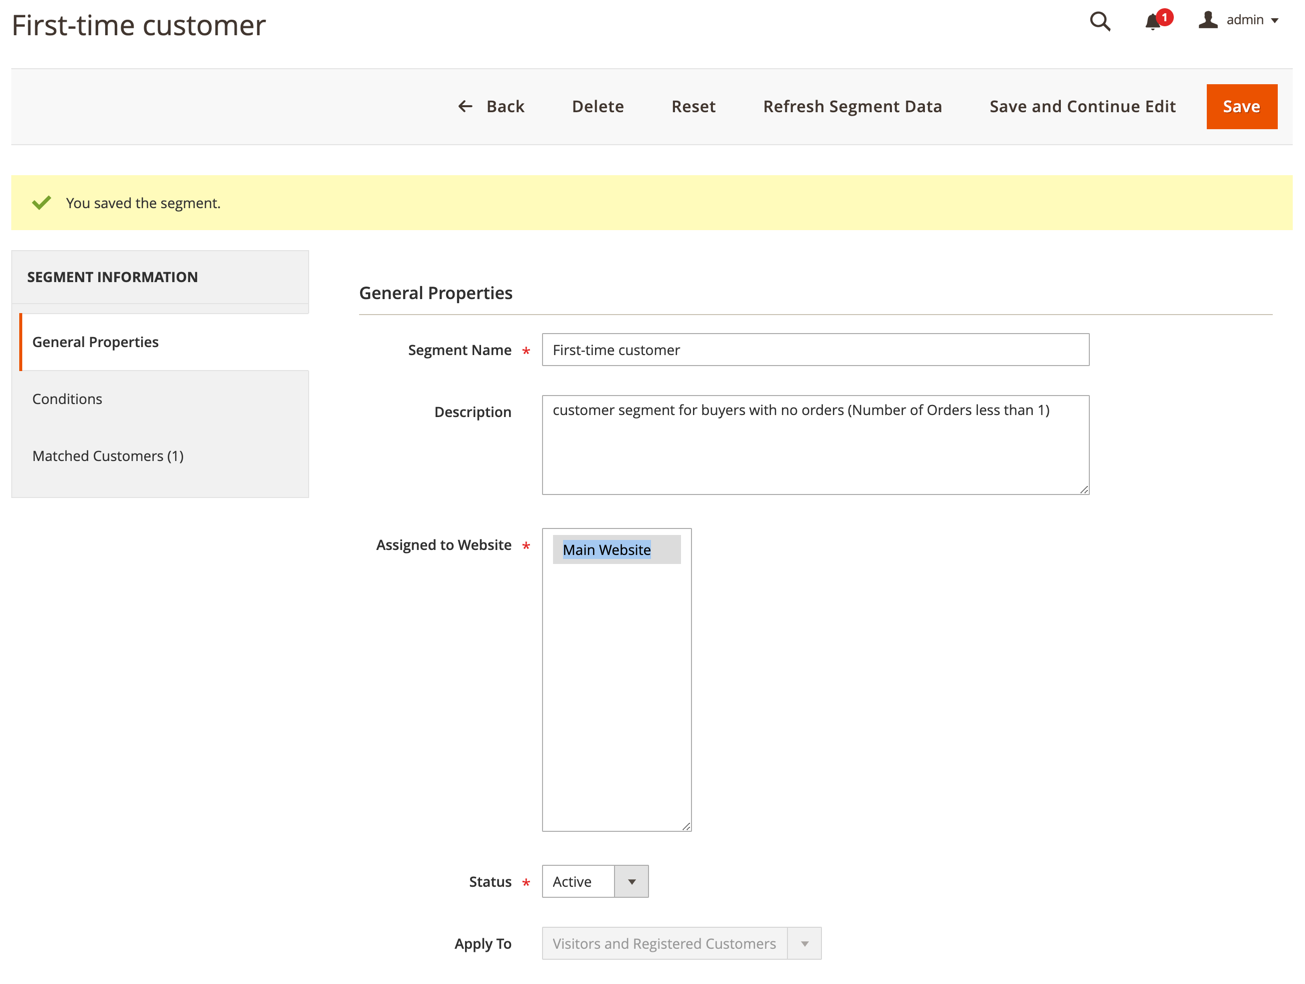 First-time customer
1
admin
Back
Delete
Reset
Refresh Segment Data
Save and Continue Edit
Save
You saved the segment.
SEGMENT INFORMATION
General Properties
Conditions
Matched Customers (1)
General Properties
Segment Name *
First-time customer
Description
customer segment for buyers with no orders (Number of Orders less than 1)
Assigned to Website *
Main Website
Status *
Active
Apply To
Visitors and Registered Customers